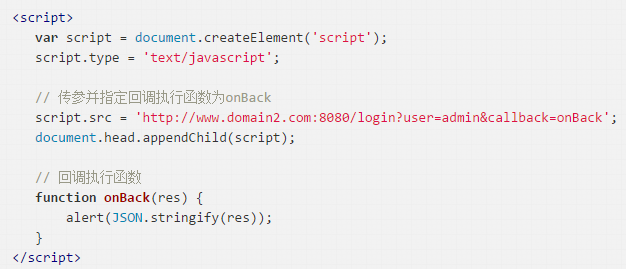 <script>
var script = document.createElement('script');
script.type = 'text/javascript';
// 传参并指定回调执行函数为onBack
script.src = 'http://www.domain2.com:8080/login?user=admin&callback=onBack';
document.head.appendChild(script);
// 回调执行函数
function onBack(res) {
alert(JSON.stringify(res));
}
</script>